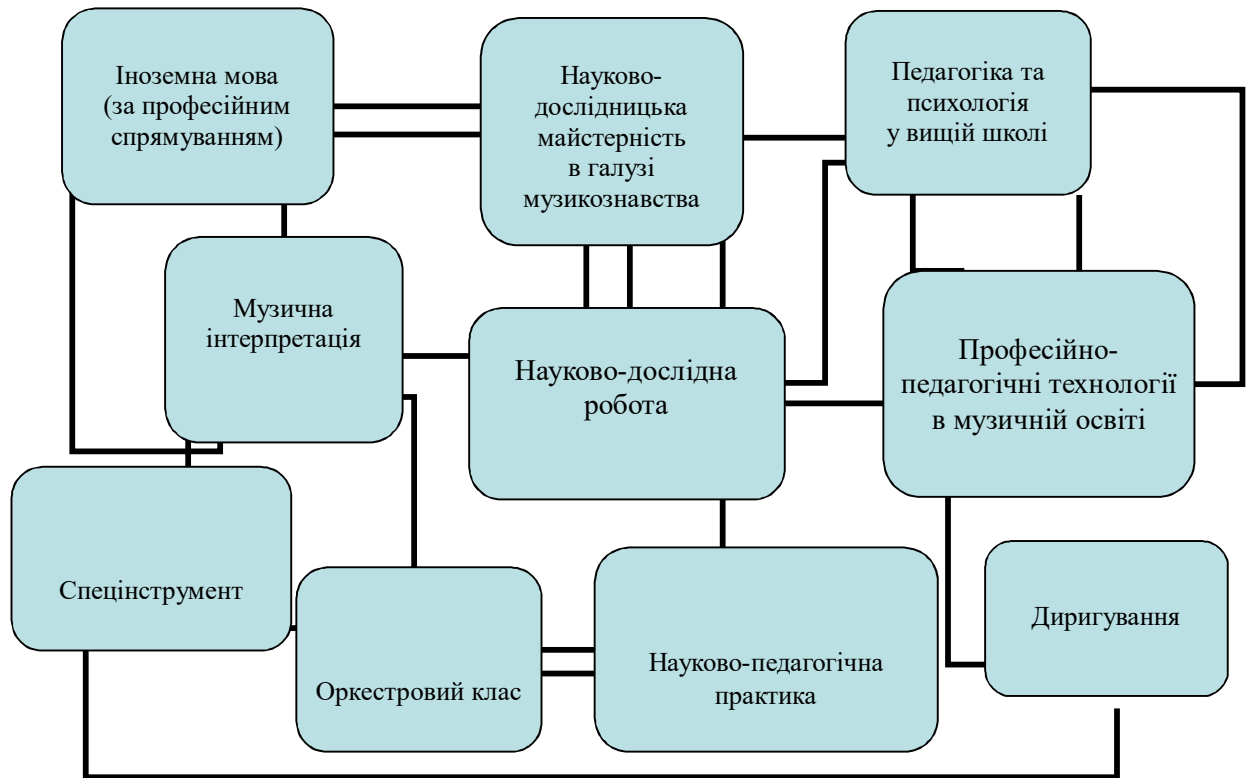 Іноземна мова
(за професійним
спрямуванням)
Науково-
дослідницька
майстерність
в галузі
музикознавства
Педагогіка та
психологія
у вищій школі
Музична
інтерпретація
Науково-дослідна
робота
Професійно-
педагогічні технології
в музичній освіті
Спецінструмент
Оркестровий клас
Науково-педагогічна
практика
Диригування